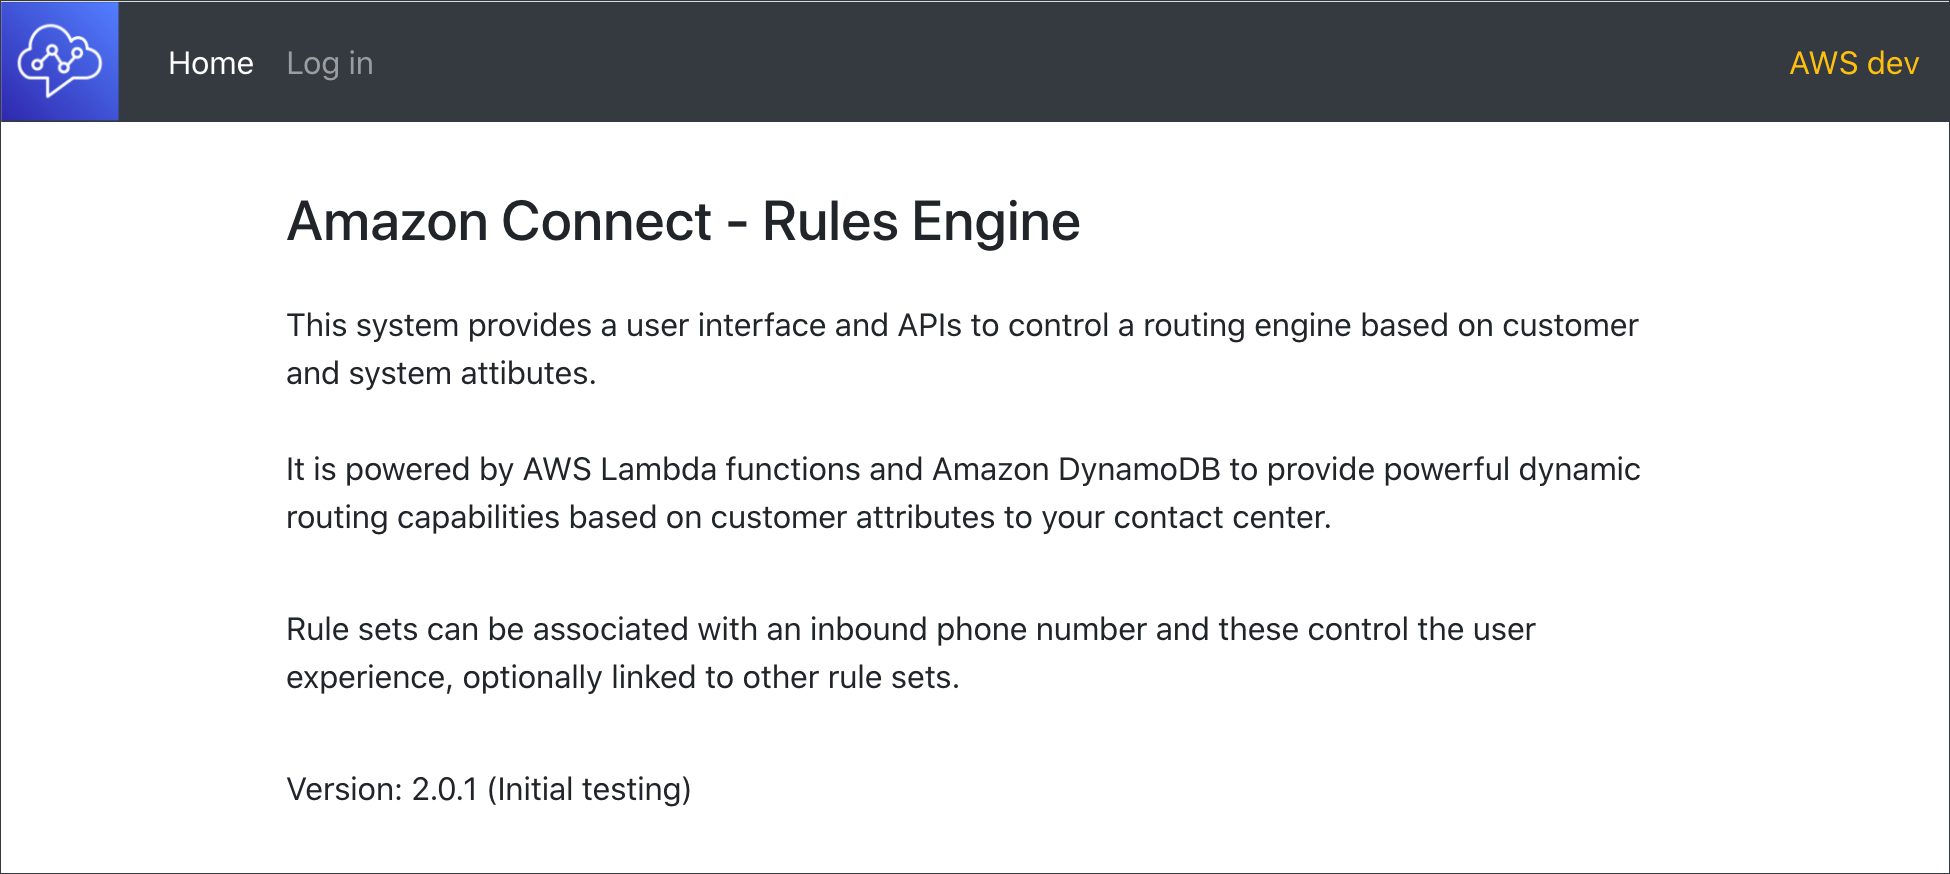 Home Log in AWS dev
Amazon Connect - Rules Engine
This system provides a user interface and APIs to control a routing engine based on customer
and system attibutes.
It is powered by AWS Lambda functions and Amazon DynamoDB to provide powerful dynamic
routing capabilities based on customer attributes to your contact center.
Rule sets can be associated with an inbound phone number and these control the user
experience, optionally linked to other rule sets.
Version: 2.0.1 (Initial testing)